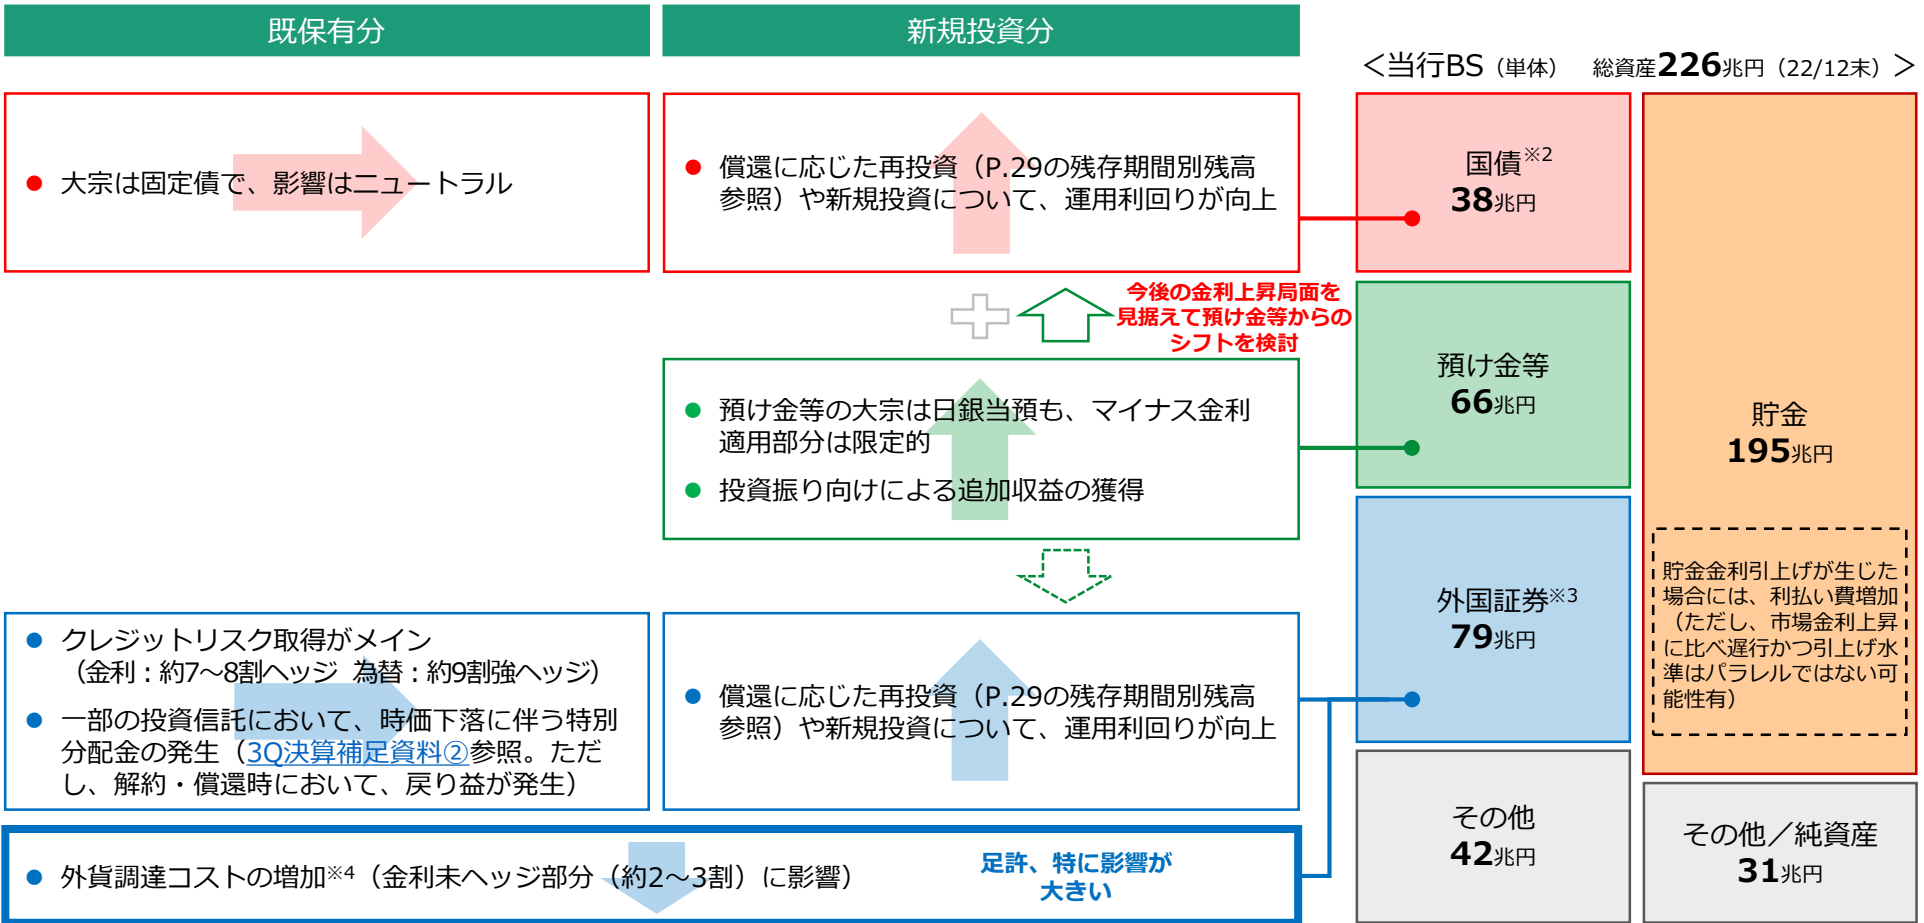 既保有分
新規投資分
＜当行BS（単体）　総資産226兆円（22/12末）＞
● 大宗は固定債で、影響はニュートラル
● 償還に応じた再投資（P.29の残存期間別残高
参照）や新規投資について、運用利回りが向上
国債※2
38兆円
今後の金利上昇局面を
見据えて預け金等からの
シフトを検討
● 預け金等の大宗は日銀当預も、マイナス金利
適用部分は限定的
● 投資振り向けによる追加収益の獲得
預け金等
66兆円
貯金
195兆円
貯金金利引上げが生じた
場合には、利払い費増加
（ただし、市場金利上昇
に比べ遅行かつ引上げ水
準はパラレルではない可
能性有）
● クレジットリスク取得がメイン
（金利：約7～8割ヘッジ 為替：約9割強ヘッジ）
● 一部の投資信託において、時価下落に伴う特別
分配金の発生（3Q決算補足資料②参照。ただ
し、解約・償還時において、戻り益が発生）
● 償還に応じた再投資（P.29の残存期間別残高
参照）や新規投資について、運用利回りが向上
外国証券※3
79兆円
● 外貨調達コストの増加※4（金利未ヘッジ部分（約2～3割）に影響）
足許、特に影響が
大きい
その他
42兆円
その他／純資産
31兆円